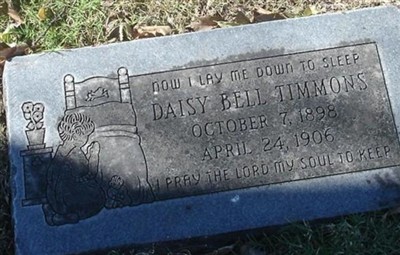 NOW I LAY ME DOWN TO SLEEP
DAISY BELL TIMMONS
OCTOBER 7, 1898
APRIL 24, 1906
I PRAY THE LORD MY SOUL TO KEEP